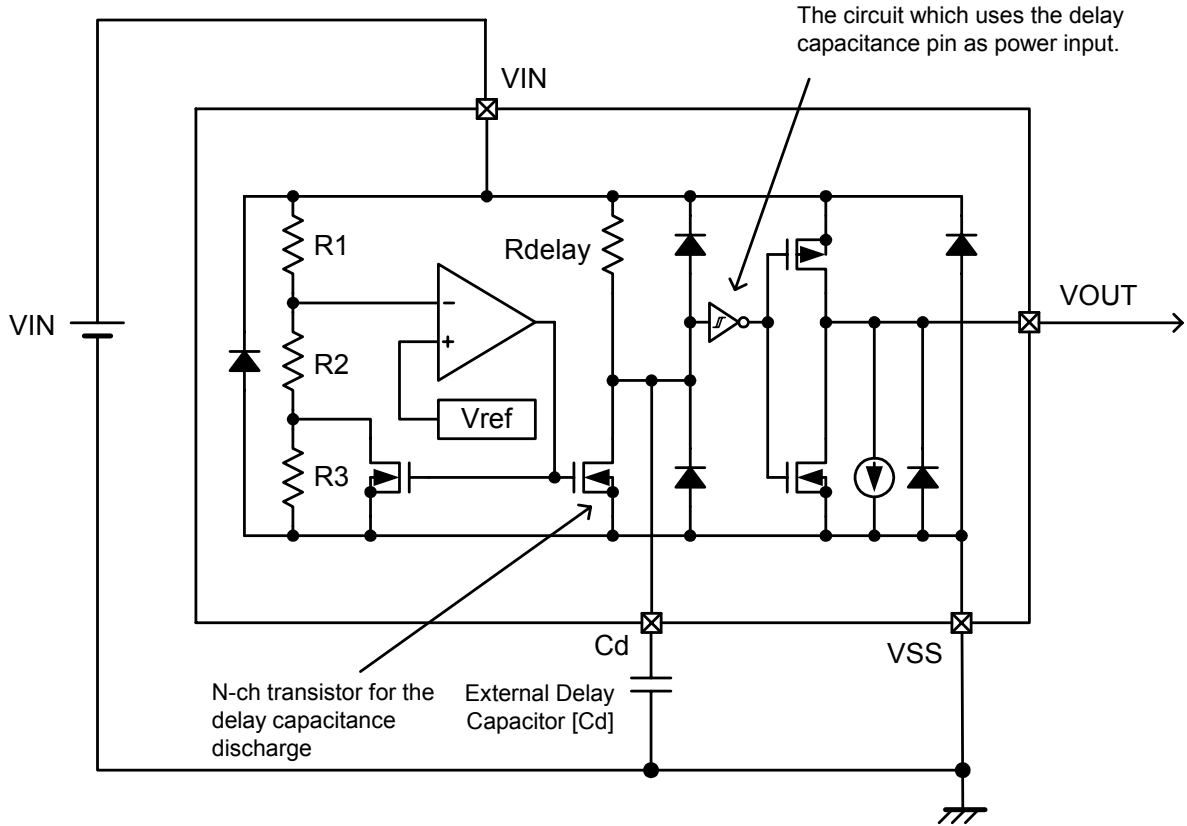 The circuit which uses the delay
capacitance pin as power input.
VIN
R1
Rdelay
−
VOUT
VIN
+
R2
Vref
R3
Cd
VSS
N-ch transistor for the
delay capacitance
discharge
External Delay
Capacitor [Cd]